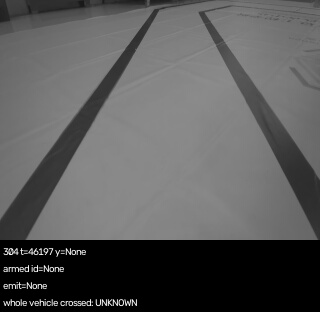 304 t=46197 y=None
armed id=None
emit=None
whole vehicle crossed: UNKNOWN